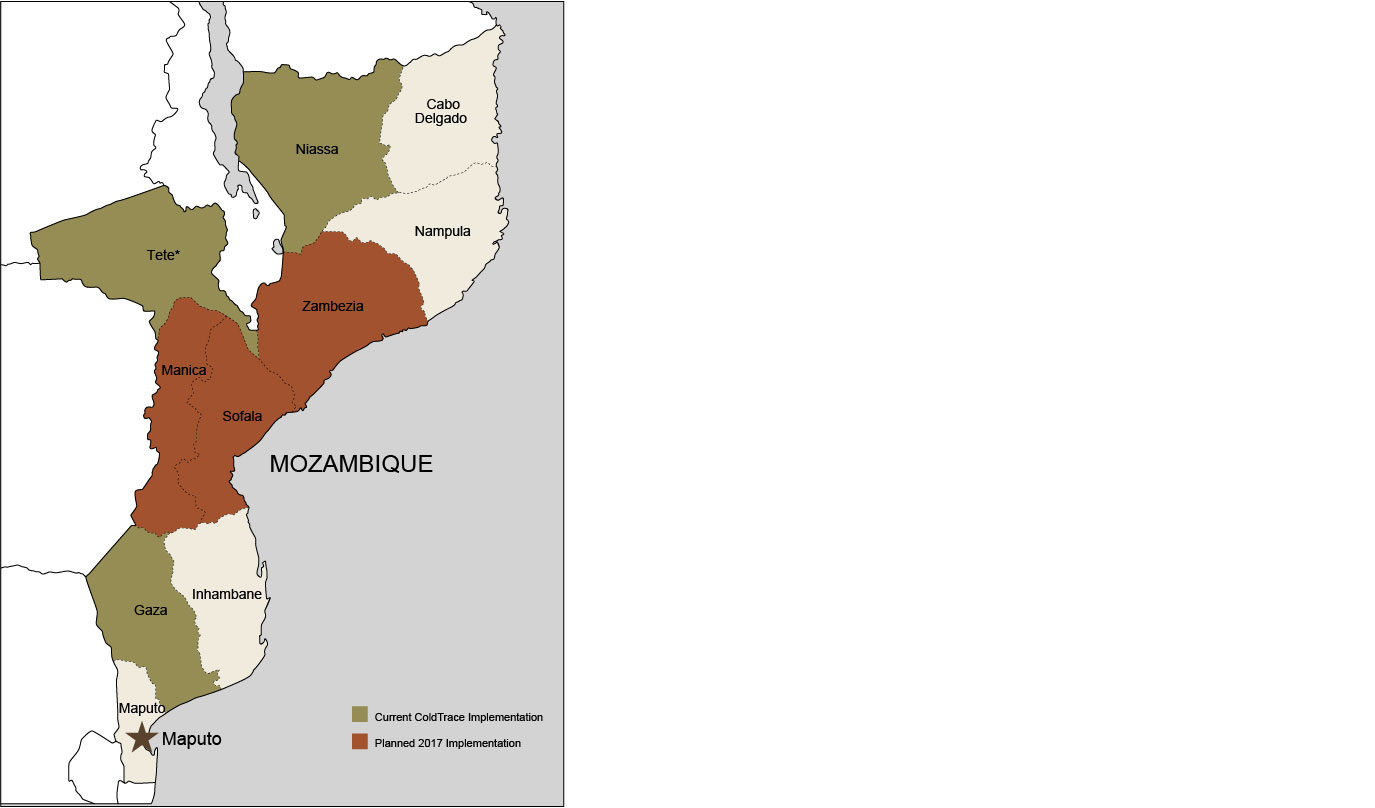 Cabo
Delgado
Niassa
Nampula
Tete*
Zambezia
Manica
Sofala
MOZAMBIQUE
Inhambane
Gaza
Maputo
Maputo
Current ColdTrace Implementation
Planned 2017 Implementation